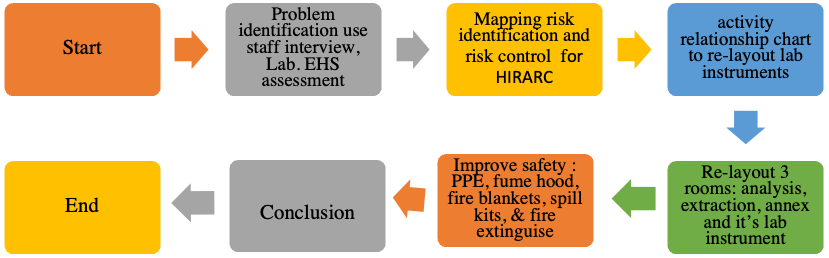 Start
Problem
identification use
staff interview,
Lab. EHS
assessment
Mapping risk
identification and
risk control for
HIRARC
activity
relationship chart
to re-layout lab
instruments
Re-layout 3
rooms: analysis,
extraction, annex
and it's lab
instrument
Improve safety :
PPE, fume hood,
fire blankets, spill
kits, & fire
extinguise
Conclusion
End